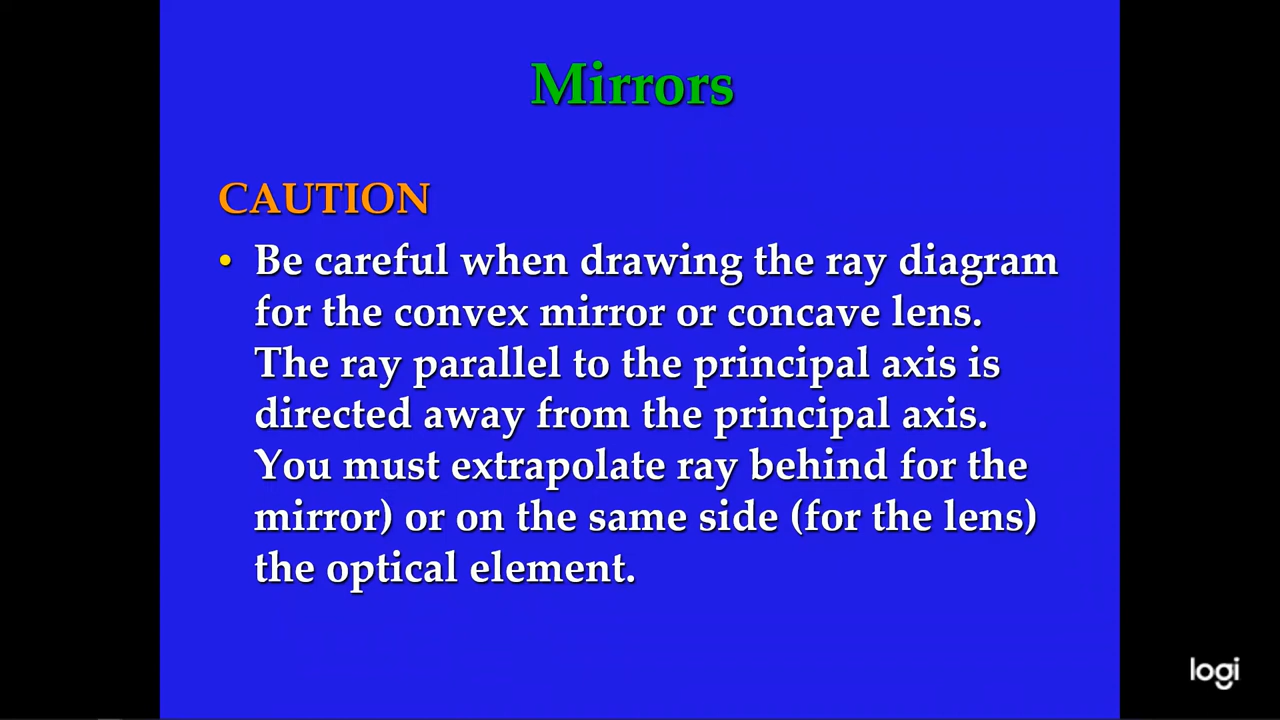 Mirrors
CAUTION
• Be careful when drawing the ray diagram
for the convex mirror or concave lens.
The ray parallel to the principal axis is
directed away from the principal axis.
You must extrapolate ray behind for the
mirror) or on the same side (for the lens)
the optical element.
logi